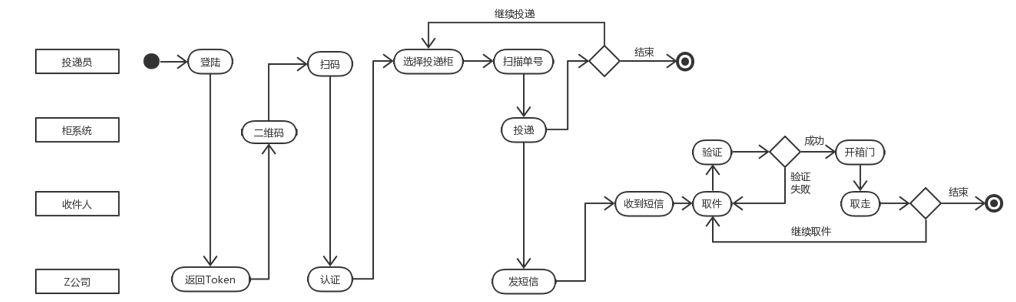 继续投递
投递员
登陆
扫码
选择投递柜
扫描单号
结束
柜系统
二维码
投递
验证
成功
开箱门
验证
失败
收件人
收到短信
取件
取走
结束
继续取件
Z公司
返回Token
认证
发短信